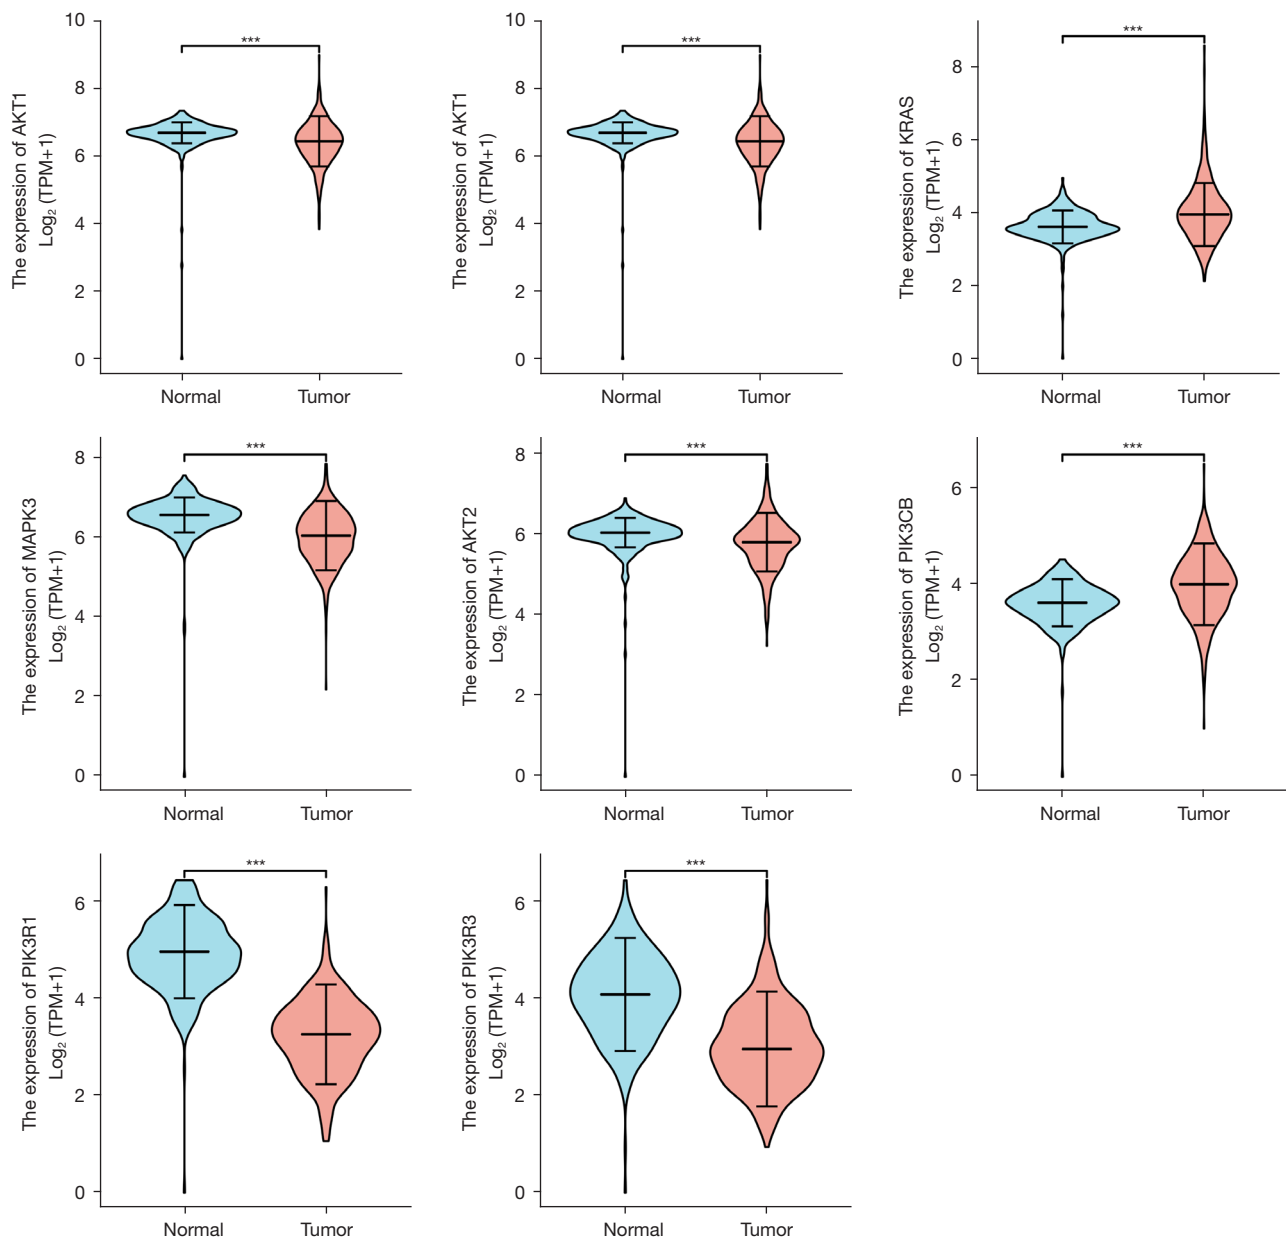 The expression of AKT1
Log₂ (TPM+1)
10
8
6
4
2
0
***
Normal Tumor
The expression of AKT1
Log₂ (TPM+1)
10
8
6
4
2
0
***
Normal Tumor
The expression of KRAS
Log₂ (TPM+1)
8
6
4
2
0
***
Normal Tumor
The expression of MAPK3
Log₂ (TPM+1)
8
6
4
2
0
***
Normal Tumor
The expression of AKT2
Log₂ (TPM+1)
8
6
4
2
0
***
Normal Tumor
The expression of PIK3CB
Log₂ (TPM+1)
6
4
2
0
***
Normal Tumor
The expression of PIK3R1
Log₂ (TPM+1)
6
4
2
0
***
Normal Tumor
The expression of PIK3R3
Log₂ (TPM+1)
6
4
2
0
***
Normal Tumor